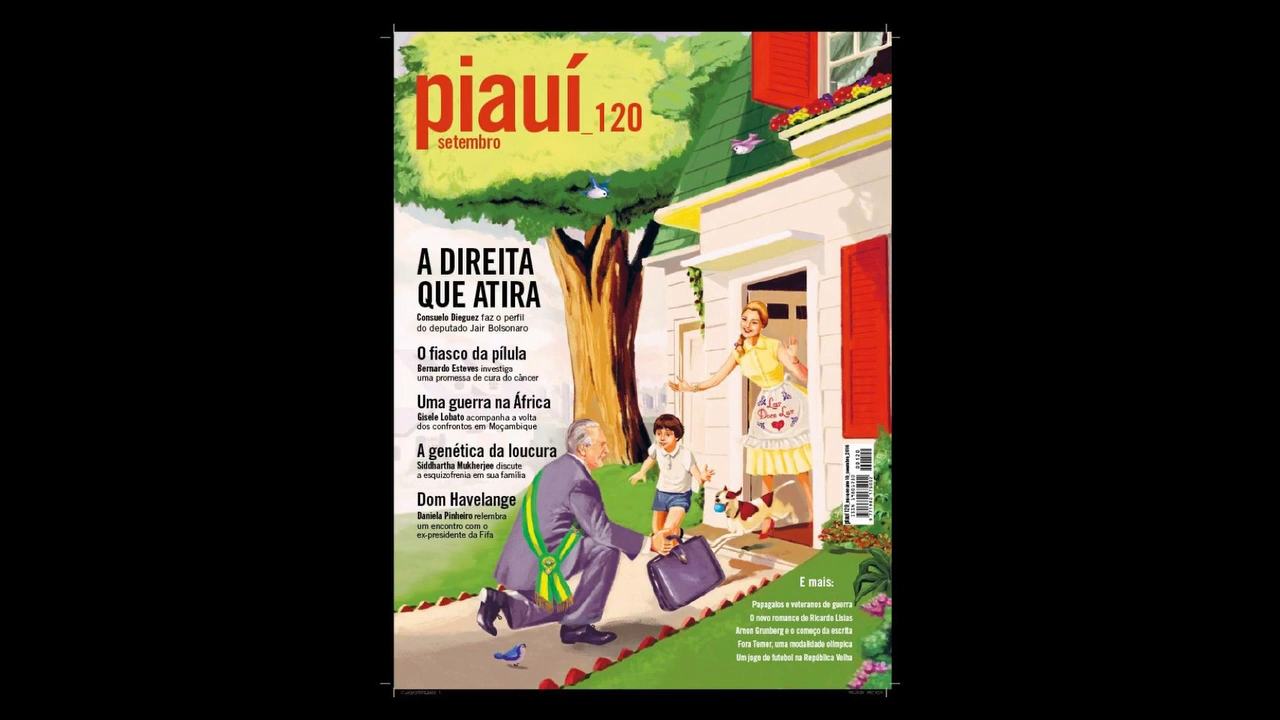 piauí_120
setembro
A DIREITA
QUE ATIRA
Consuelo Dieguez faz o perfil
do deputado Jair Bolsonaro
O fiasco da pílula
Bernardo Esteves investiga
uma promessa de cura do câncer
Uma guerra na África
Gisele Lobato acompanha a volta
dos confrontos em Moçambique
A genética da loucura
Siddhartha Mukherjee discute
a esquizofrenia em sua família
Dom Havelange
Daniela Pinheiro relembra
um encontro com o
ex-presidente da Fifa
Lar
Doce Lar
E mais:
Papagaios e veteranos de guerra
O novo romance de Ricardo Lísias
Arnon Grunberg e o começo da escrita
Fora Temer, uma modalidade olímpica
Um jogo de futebol na República Velha